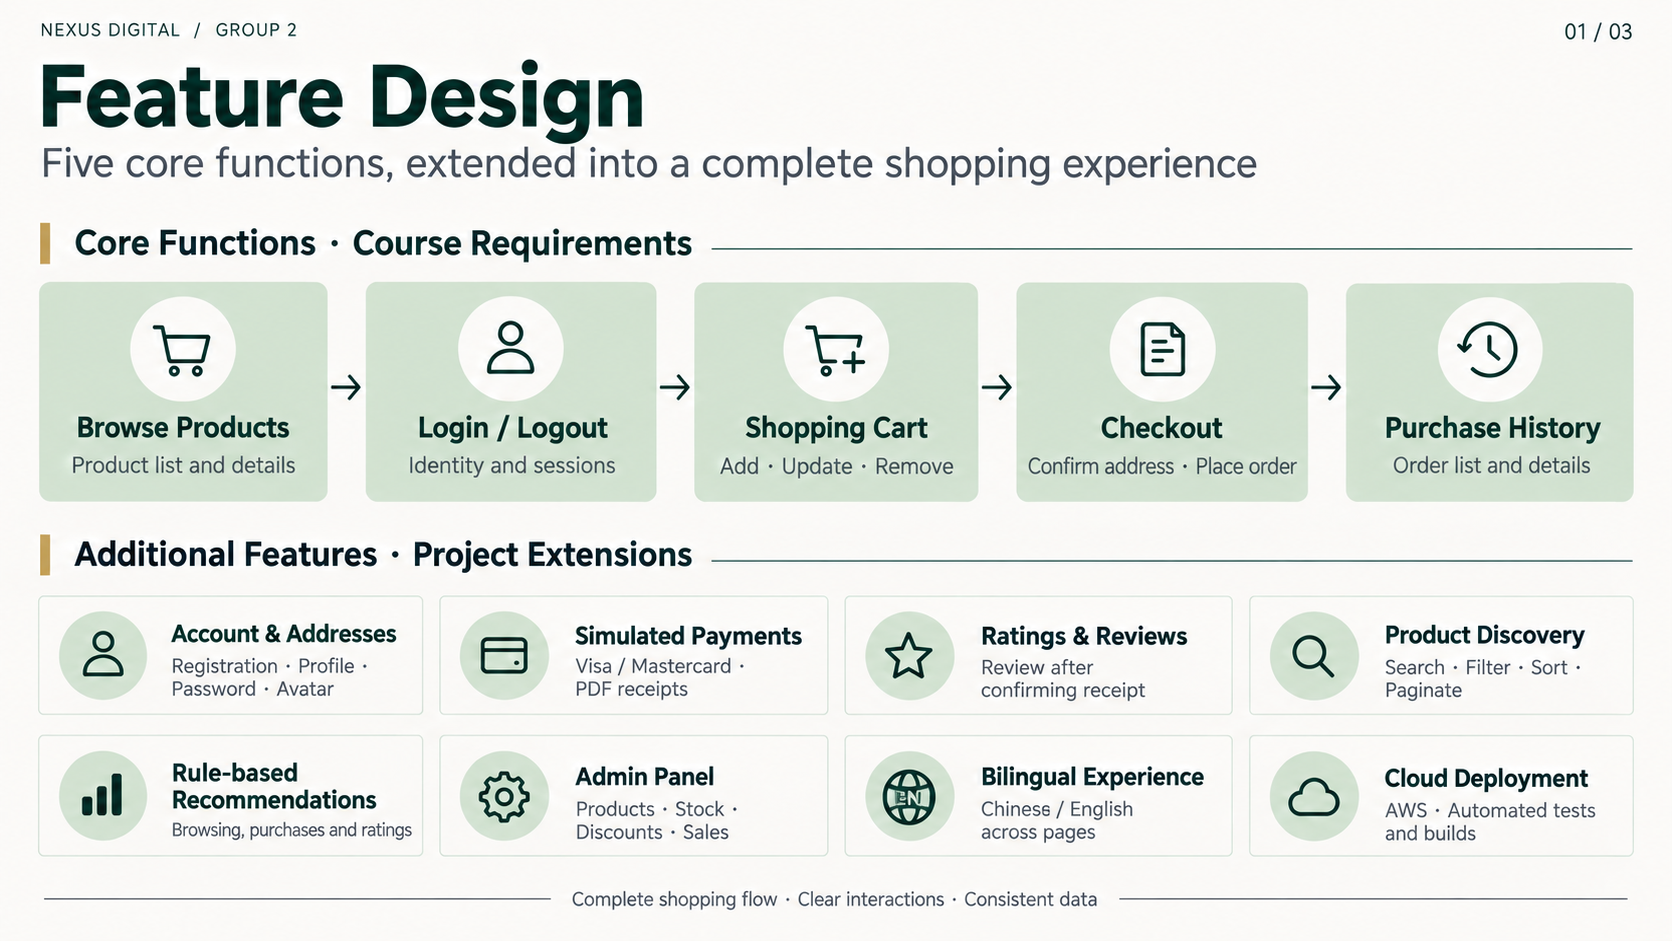 NEXUS DIGITAL / GROUP 2
01 / 03
Feature Design
Five core functions, extended into a complete shopping experience
Core Functions · Course Requirements
Browse Products
Product list and details
Login / Logout
Identity and sessions
Shopping Cart
Add · Update · Remove
Checkout
Confirm address · Place order
Purchase History
Order list and details
Additional Features · Project Extensions
Account & Addresses
Registration · Profile ·
Password · Avatar
Simulated Payments
Visa / Mastercard ·
PDF receipts
Ratings & Reviews
Review after
confirming receipt
Product Discovery
Search · Filter · Sort ·
Paginate
Rule-based
Recommendations
Browsing, purchases and ratings
Admin Panel
Products · Stock ·
Discounts · Sales
EN
Bilingual Experience
Chinese / English
across pages
Cloud Deployment
AWS · Automated tests
and builds
Complete shopping flow · Clear interactions · Consistent data